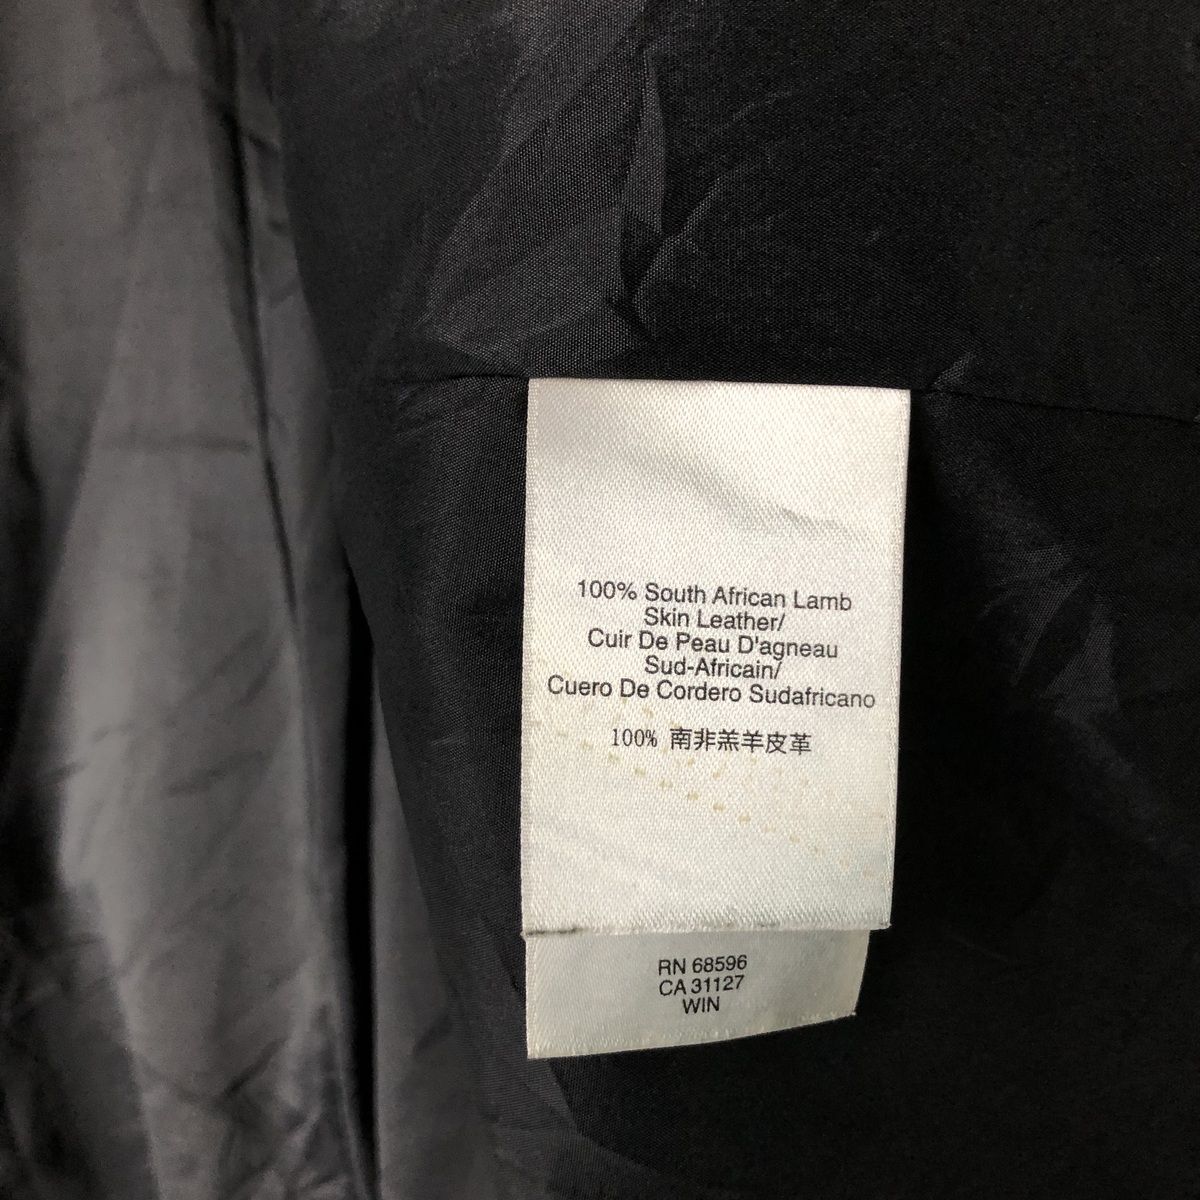 100% South African Lamb
Skin Leather/
Cuir De Peau D'agneau
Sud-Africain/
Cuero De Cordero Sudafricano
100% 南非羔羊皮革
RN 68596
CA 31127
WIN